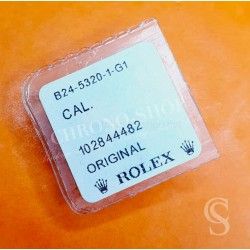 B24-5320-1-G1
CAL.
102844482
ORIGINAL
ROLEX
S